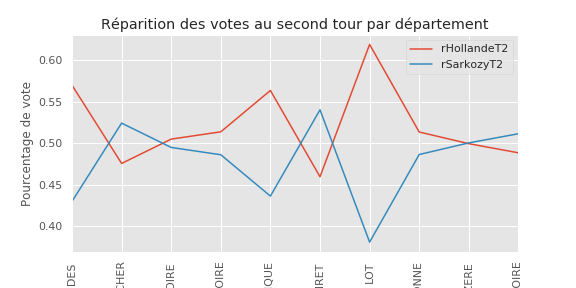 Réparition des votes au second tour par département
rHollandeT2
rSarkozyT2
Pourcentage de vote
0.60
0.55
0.50
0.45
0.40
DES
CHER
OIRE
OIRE
QUE
IRET
LOT
ONNE
ZERE
OIRE